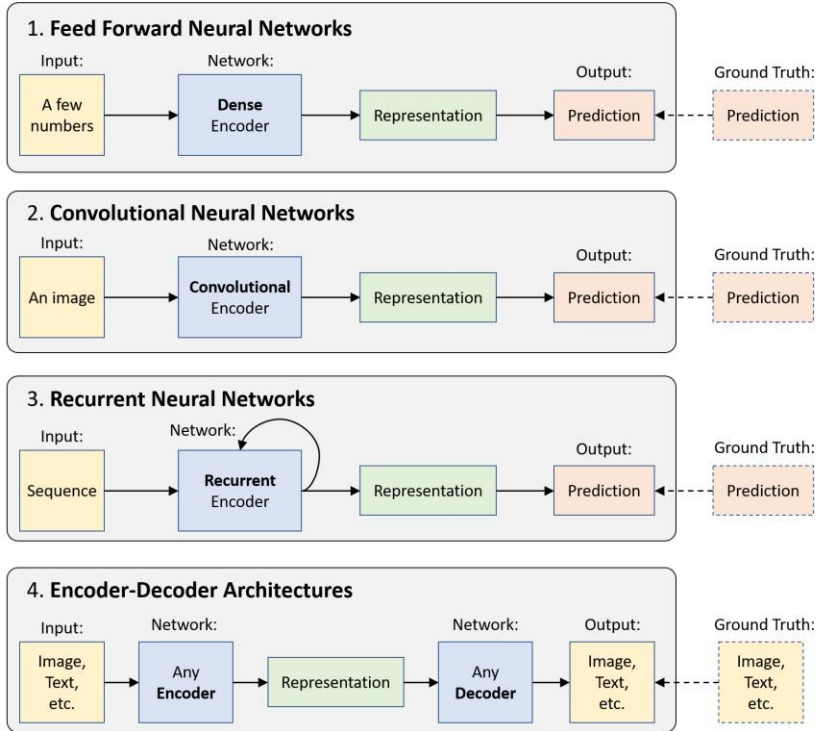 1. Feed Forward Neural Networks
Input:
Network:
Output:
Ground Truth:
A few
numbers
Dense
Encoder
Representation
Prediction
Prediction
2. Convolutional Neural Networks
Input:
Network:
Output:
Ground Truth:
An image
Convolutional
Encoder
Representation
Prediction
Prediction
3. Recurrent Neural Networks
Input:
Network:
Output:
Ground Truth:
Sequence
Recurrent
Encoder
Representation
Prediction
Prediction
4. Encoder-Decoder Architectures
Input:
Network:
Network:
Output:
Ground Truth:
Image,
Text,
etc.
Any
Encoder
Representation
Any
Decoder
Image,
Text,
etc.
Image,
Text,
etc.